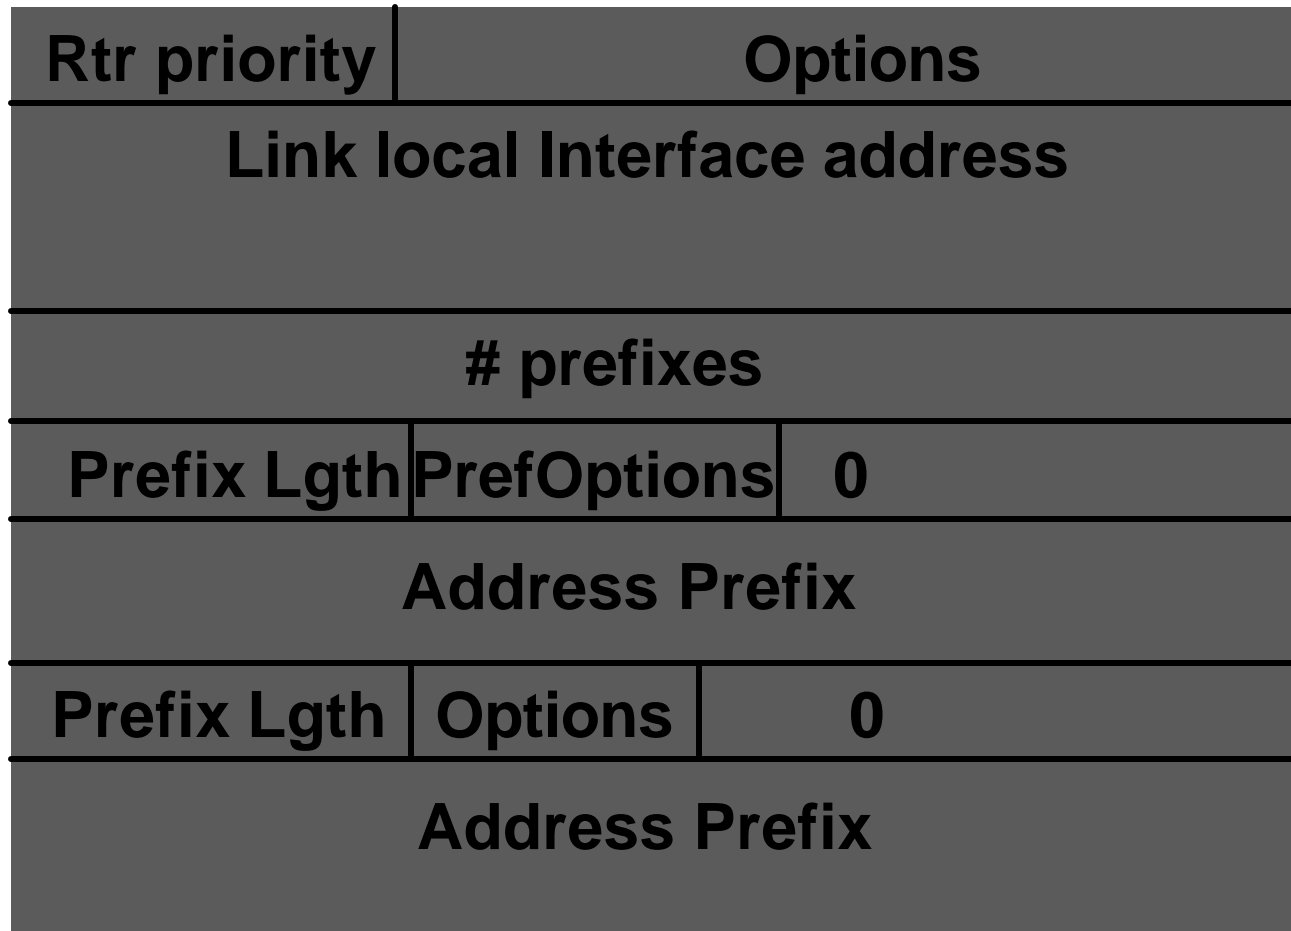 Rtr priority Options
Link local Interface address
# prefixes
Prefix Lgth PrefOptions 0
Address Prefix
Prefix Lgth Options 0
Address Prefix